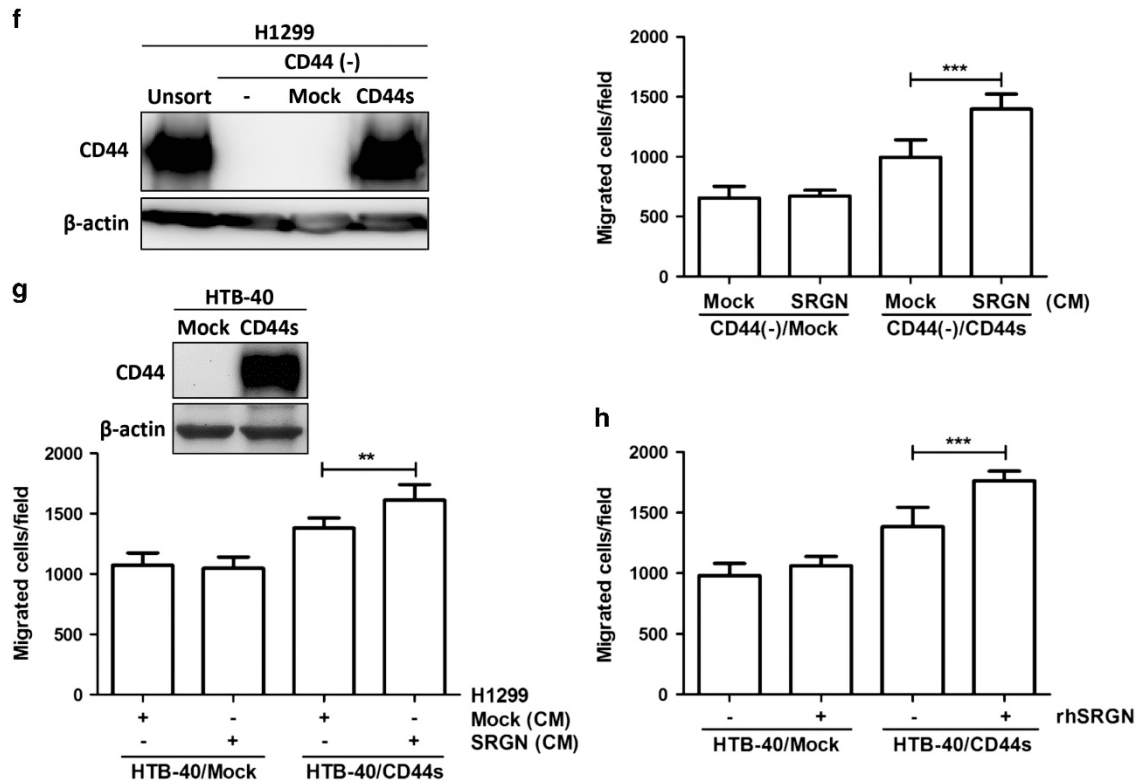 f
H1299
CD44 (-)
Unsort - Mock CD44s
CD44
β-actin
2000
1500
1000
500
0
Migrated cells/field
***
Mock SRGN Mock SRGN (CM)
CD44(-)/Mock CD44(-)/CD44s
g
HTB-40
Mock CD44s
CD44
β-actin
2000
1500
1000
500
0
Migrated cells/field
**
H1299
+ - + - Mock (CM)
- + - + SRGN (CM)
HTB-40/Mock HTB-40/CD44s
h
2000
1500
1000
500
0
Migrated cells/field
***
- + - + rhSRGN
HTB-40/Mock HTB-40/CD44s